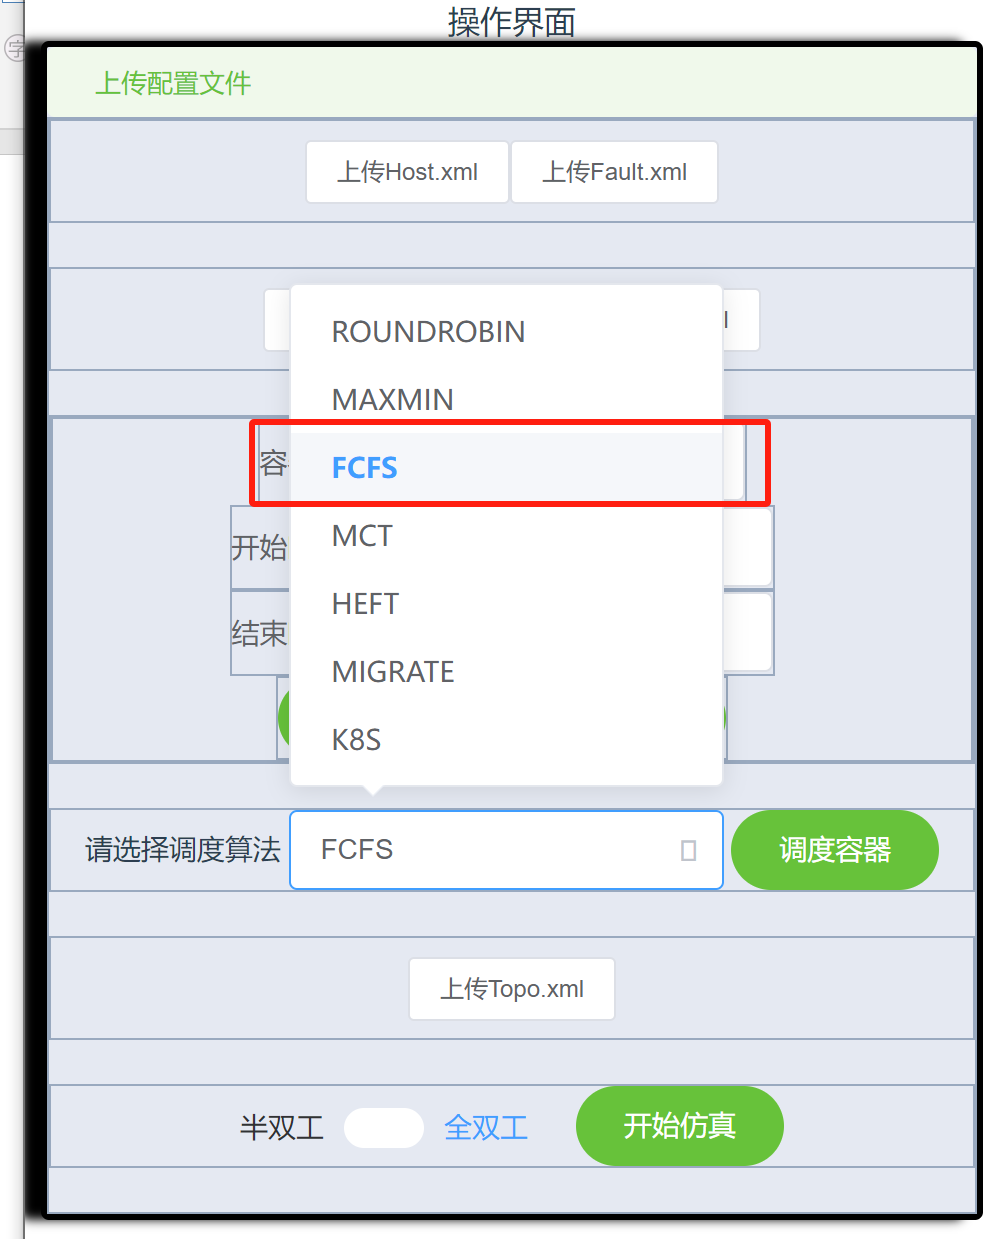 操作界面
字
上传配置文件
上传Host.xml 上传Fault.xml
ROUNDROBIN
MAXMIN
容
FCFS
MCT
开始
HEFT
结束
MIGRATE
K8S
请选择调度算法 FCFS 调度容器
上传Topo.xml
半双工 全双工 开始仿真